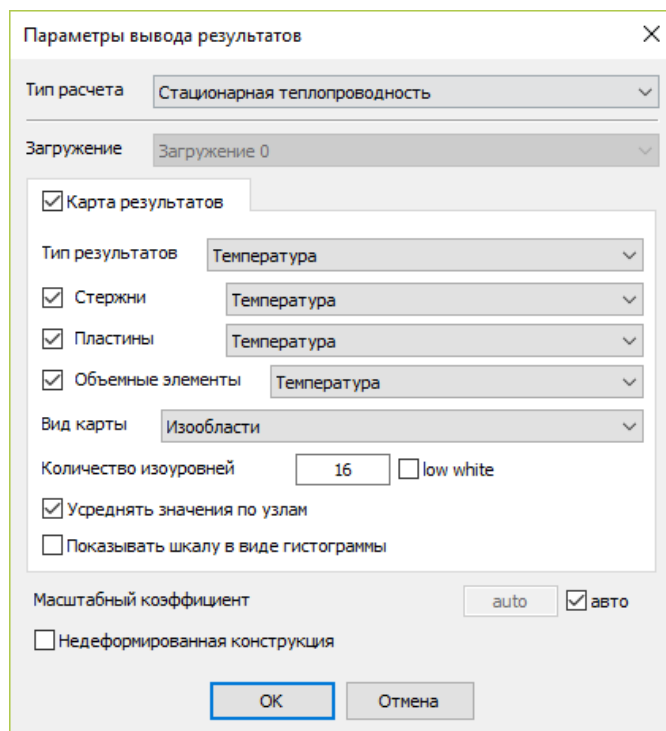 Параметры вывода результатов
Тип расчета Стационарная теплопроводность
Загружение Загружение 0
Карта результатов
Тип результатов Температура
Стержни Температура
Пластины Температура
Объемные элементы Температура
Вид карты Изообласти
Количество изоуровней 16 low white
Усреднять значения по узлам
Показывать шкалу в виде гистограммы
Масштабный коэффициент auto авто
Недеформированная конструкция
OK Отмена